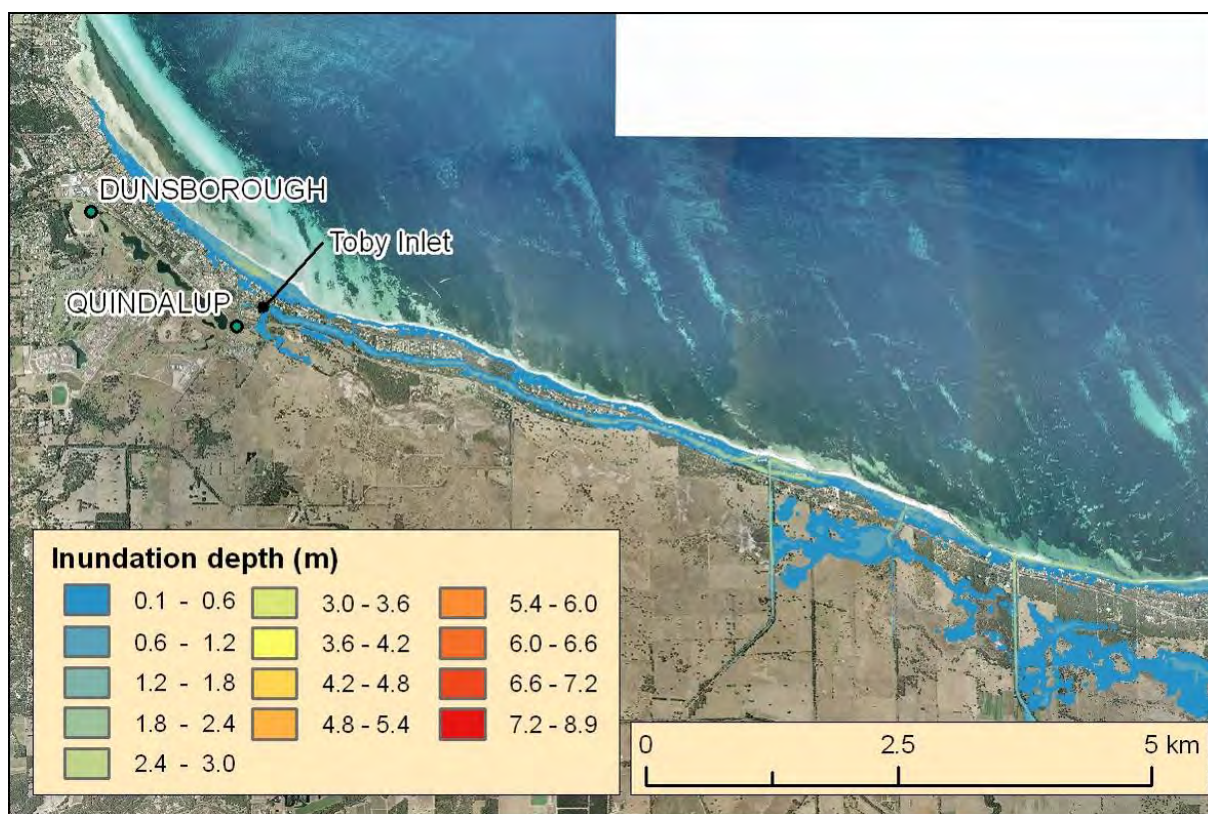 DUNSBOROUGH
Toby Inlet
QUINDALUP
Inundation depth (m)
0.1 - 0.6
0.6 - 1.2
1.2 - 1.8
1.8 - 2.4
2.4 - 3.0
3.0 - 3.6
3.6 - 4.2
4.2 - 4.8
4.8 - 5.4
5.4 - 6.0
6.0 - 6.6
6.6 - 7.2
7.2 - 8.9
0 2.5 5 km